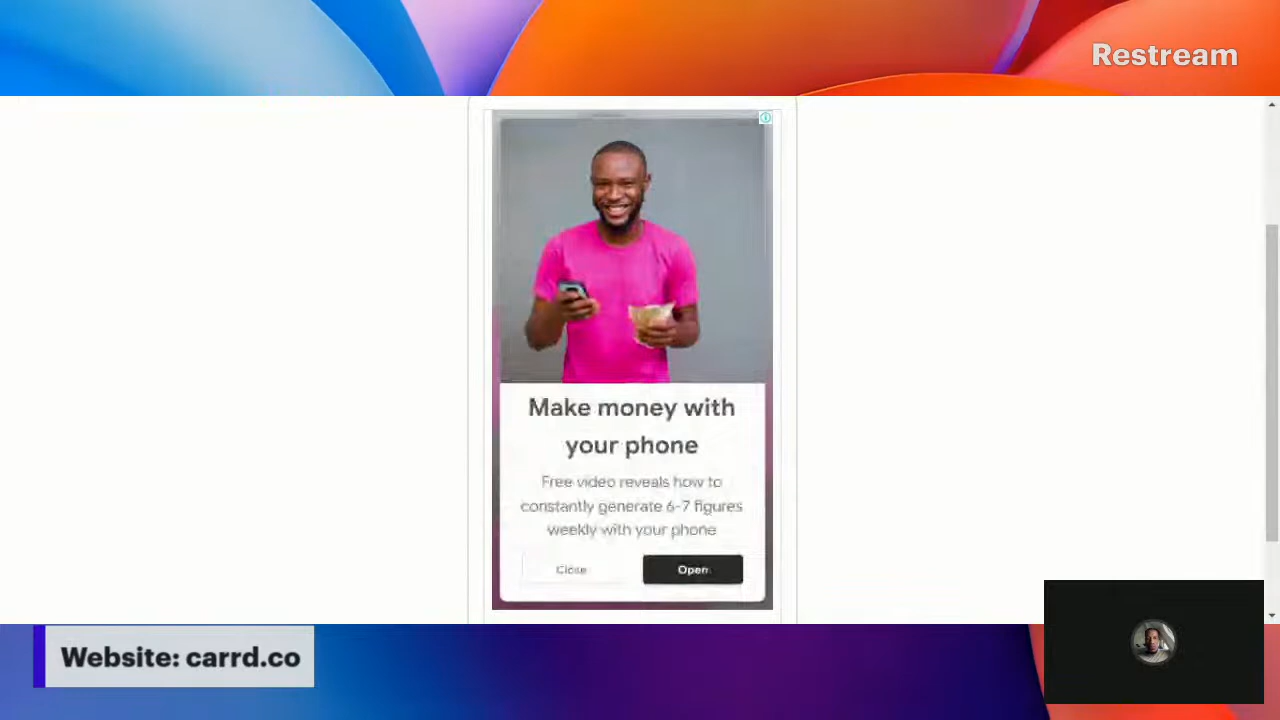 Restream
Make money with
your phone
Free video reveals how to
constantly generate 6-7 figures
weekly with your phone
Close
Open
Website: carrd.co